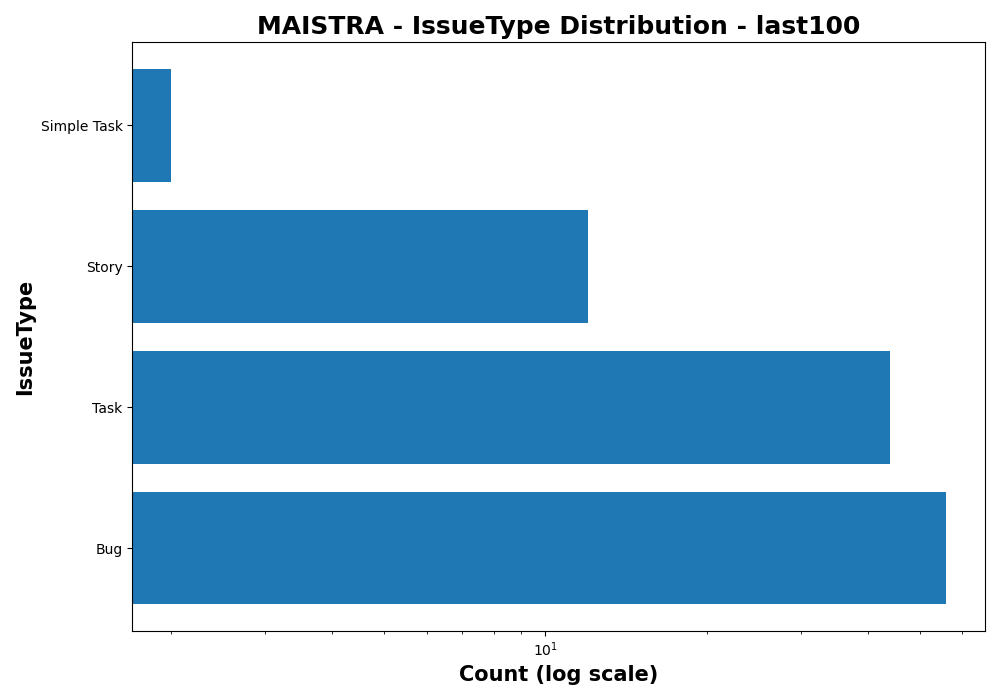 MAISTRA - IssueType Distribution - last100
Simple Task
Story
Task
Bug
IssueType
10¹
Count (log scale)